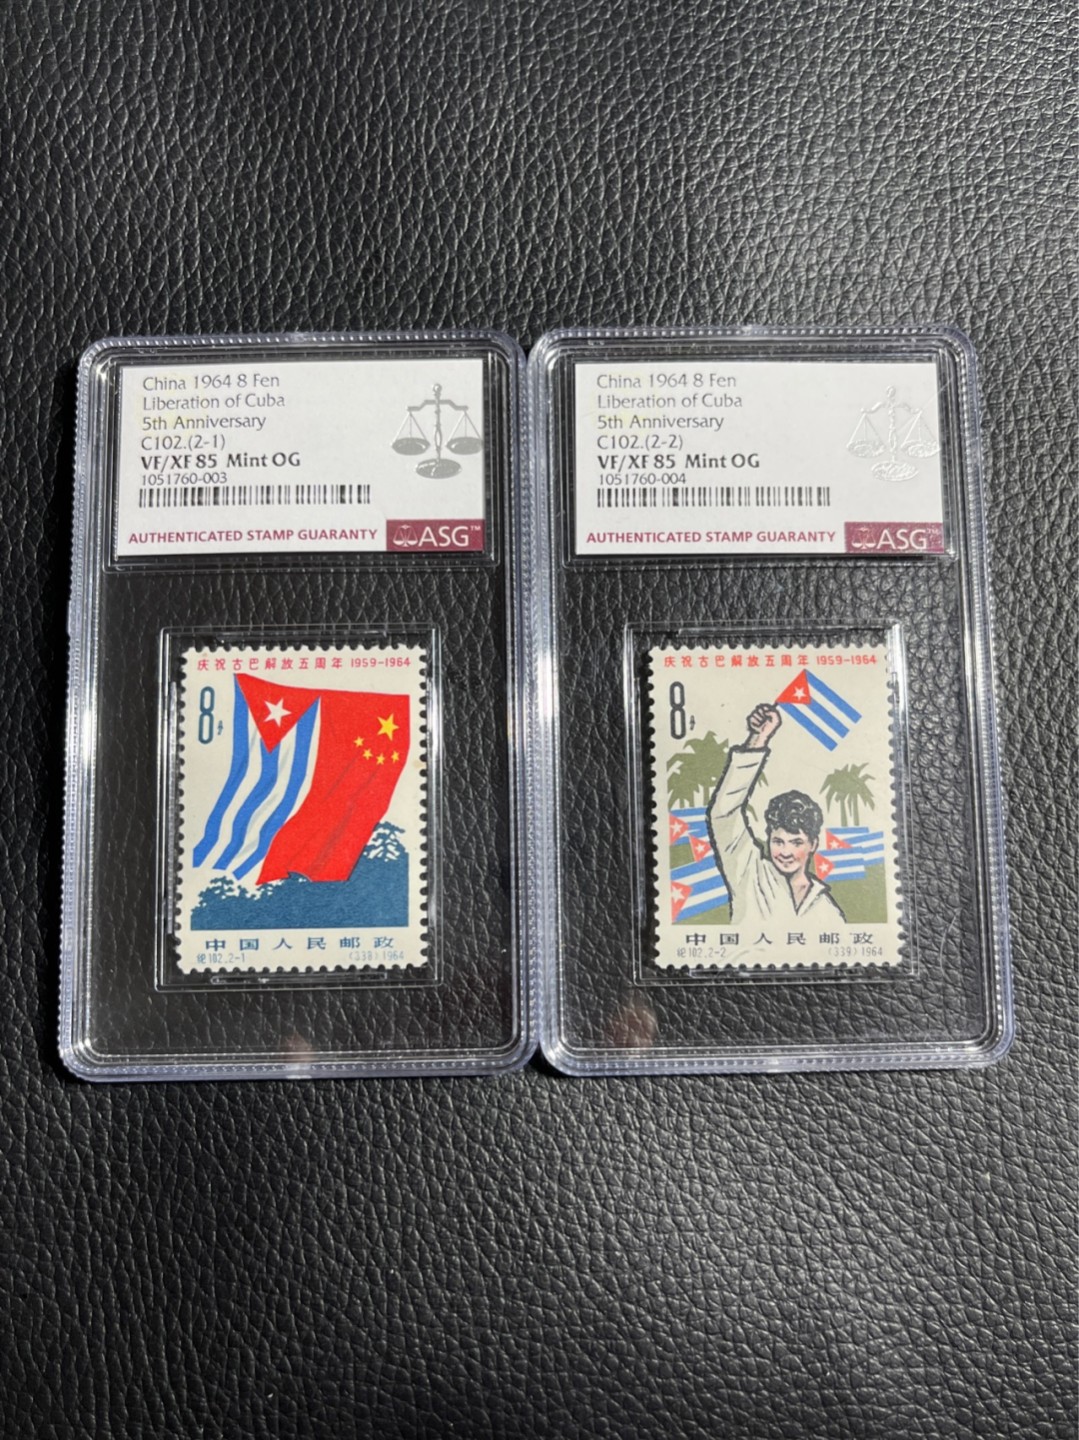 China 1964 8 Fen
Liberation of Cuba
5th Anniversary
C102.(2-1)
VF/XF 85 Mint OG
1051760-003
AUTHENTICATED STAMP GUARANTY
ASG™
庆祝古巴解放五周年 1959-1964
8分
中国人民邮政
纪102.2-1 (338) 1964
China 1964 8 Fen
Liberation of Cuba
5th Anniversary
C102.(2-2)
VF/XF 85 Mint OG
1051760-004
AUTHENTICATED STAMP GUARANTY
ASG™
庆祝古巴解放五周年 1959-1964
8分
中国人民邮政
纪102.2-2 (339) 1964